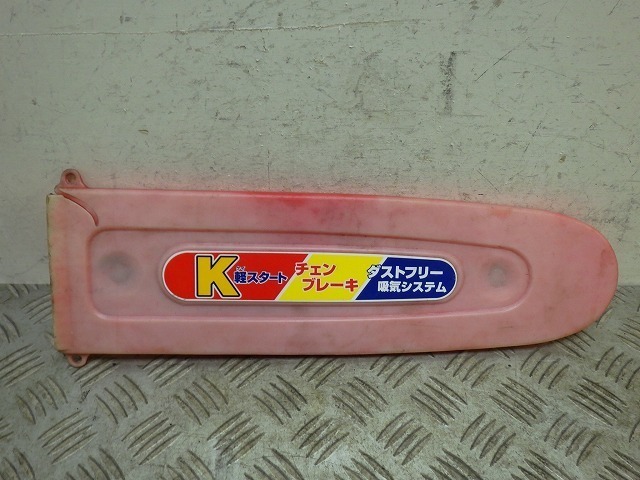 K軽スタート
チェン
ブレーキ
ダストフリー
吸気システム